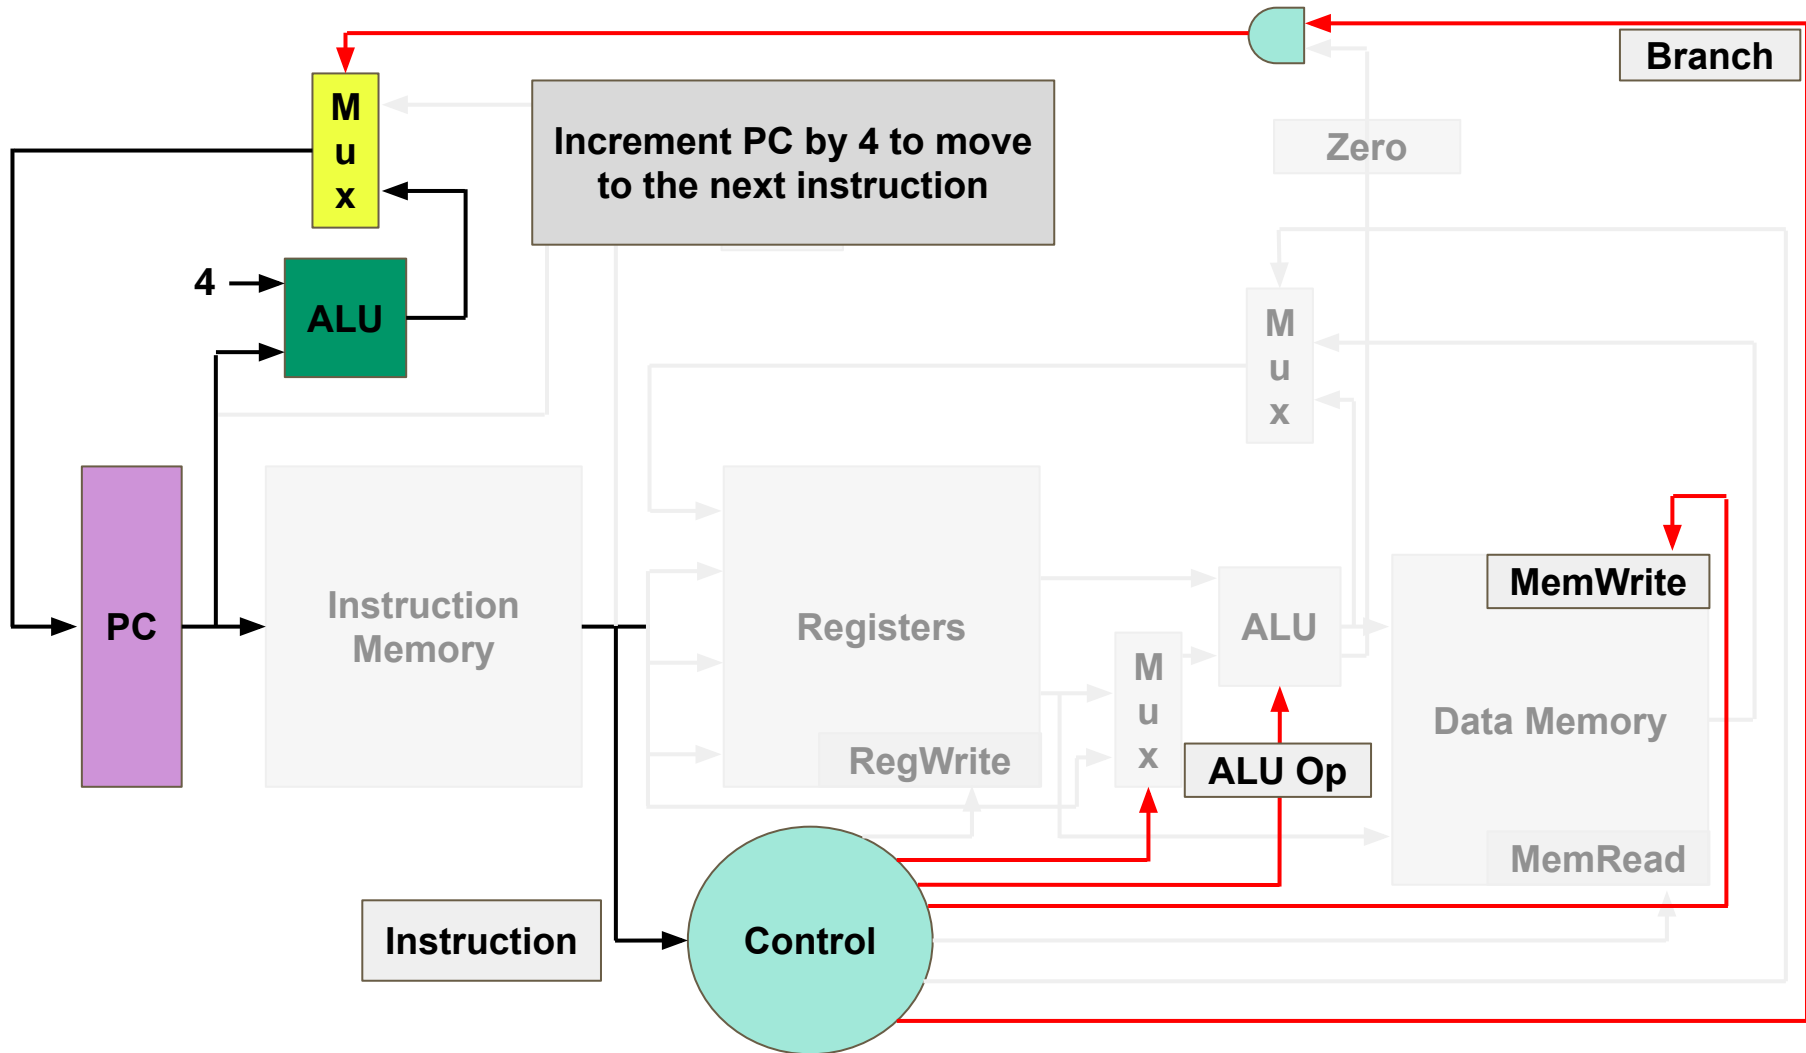 Branch
M
u
x
Increment PC by 4 to move
to the next instruction
Zero
4
ALU
M
u
x
PC
Instruction
Memory
Registers
RegWrite
M
u
x
ALU
ALU Op
MemWrite
Data Memory
MemRead
Instruction
Control